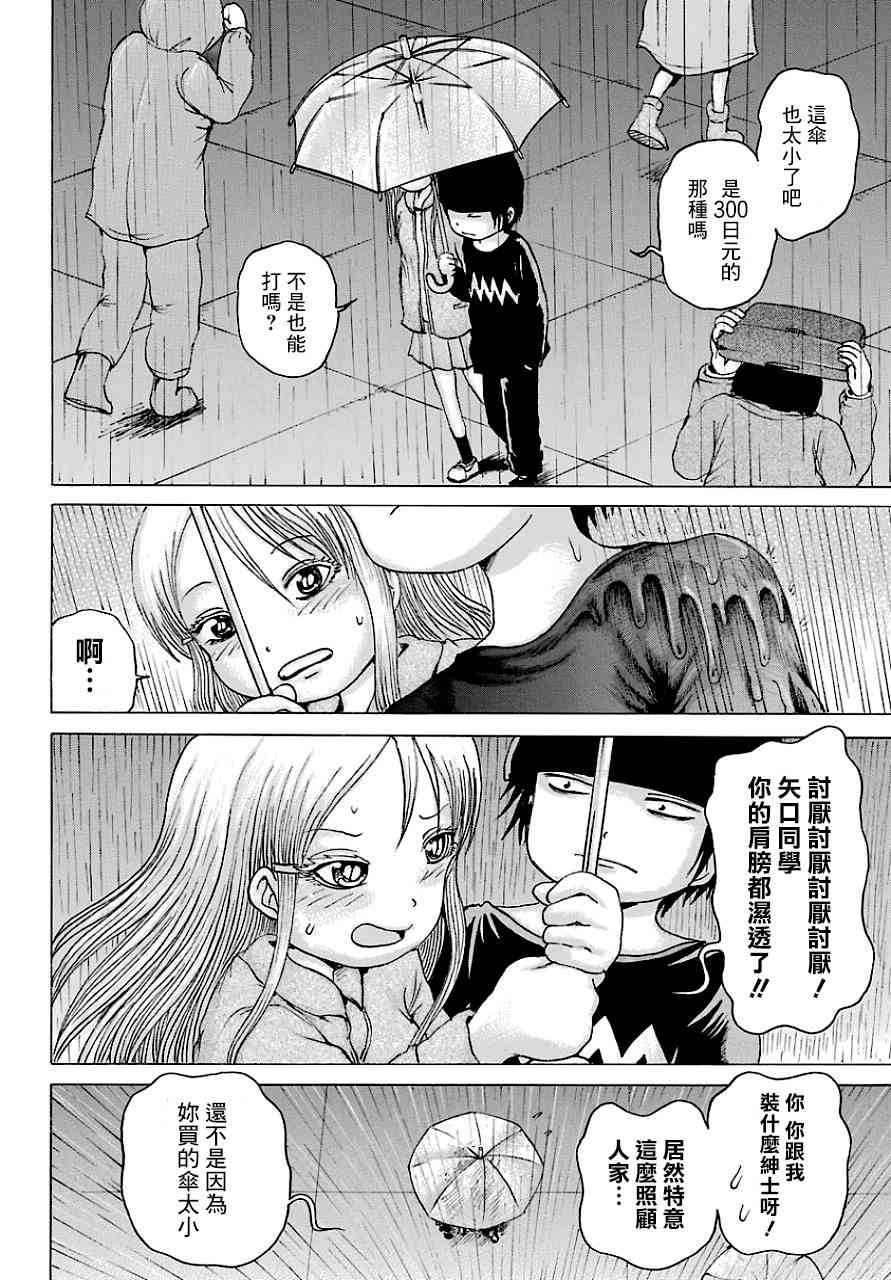 這傘
也太小了吧
是300日元的
那種嗎
不是也能
打嗎？
啊…
討厭討厭討厭討厭！
矢口同學
你的肩膀都濕透了!!
你 你跟我
裝什麼紳士呀！
居然特意
這麼照顧
人家…
還不是因為
妳買的傘太小